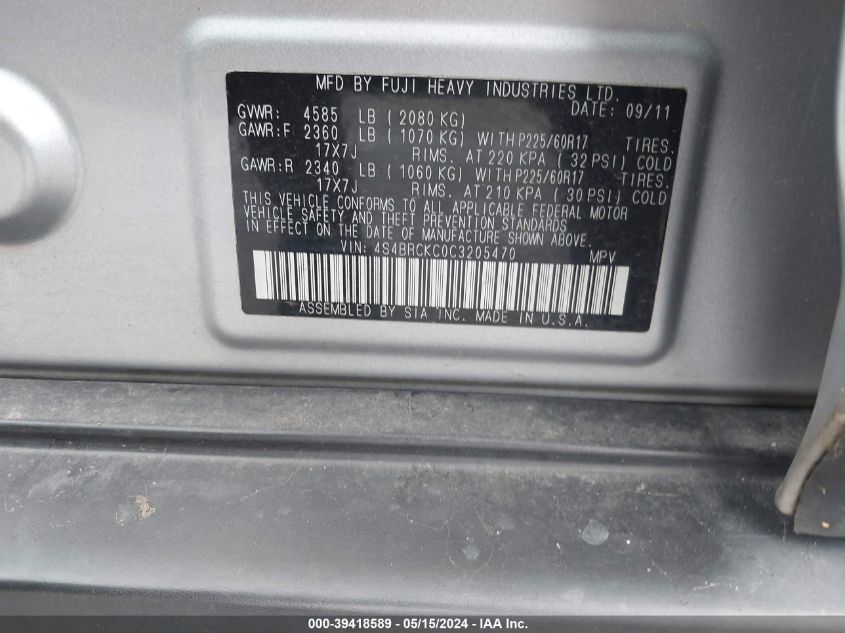 MFD BY FUJI HEAVY INDUSTRIES LTD.
DATE: 09/11
GVWR: 4585 LB ( 2080 KG)
GAWR:F 2360 LB ( 1070 KG) WITH P225/60R17 TIRES.
17X7J RIMS. AT 220 KPA ( 32 PSI) COLD
GAWR:R 2340 LB ( 1060 KG) WITH P225/60R17 TIRES.
17X7J RIMS. AT 210 KPA ( 30 PSI) COLD
THIS VEHICLE CONFORMS TO ALL APPLICABLE FEDERAL MOTOR
VEHICLE SAFETY AND THEFT PREVENTION STANDARDS
IN EFFECT ON THE DATE OF MANUFACTURE SHOWN ABOVE.
VIN: 4S4BRCKC0C3205470 MPV
ASSEMBLED BY SIA INC. MADE IN U.S.A.
000-39418589 - 05/15/2024 - IAA Inc.